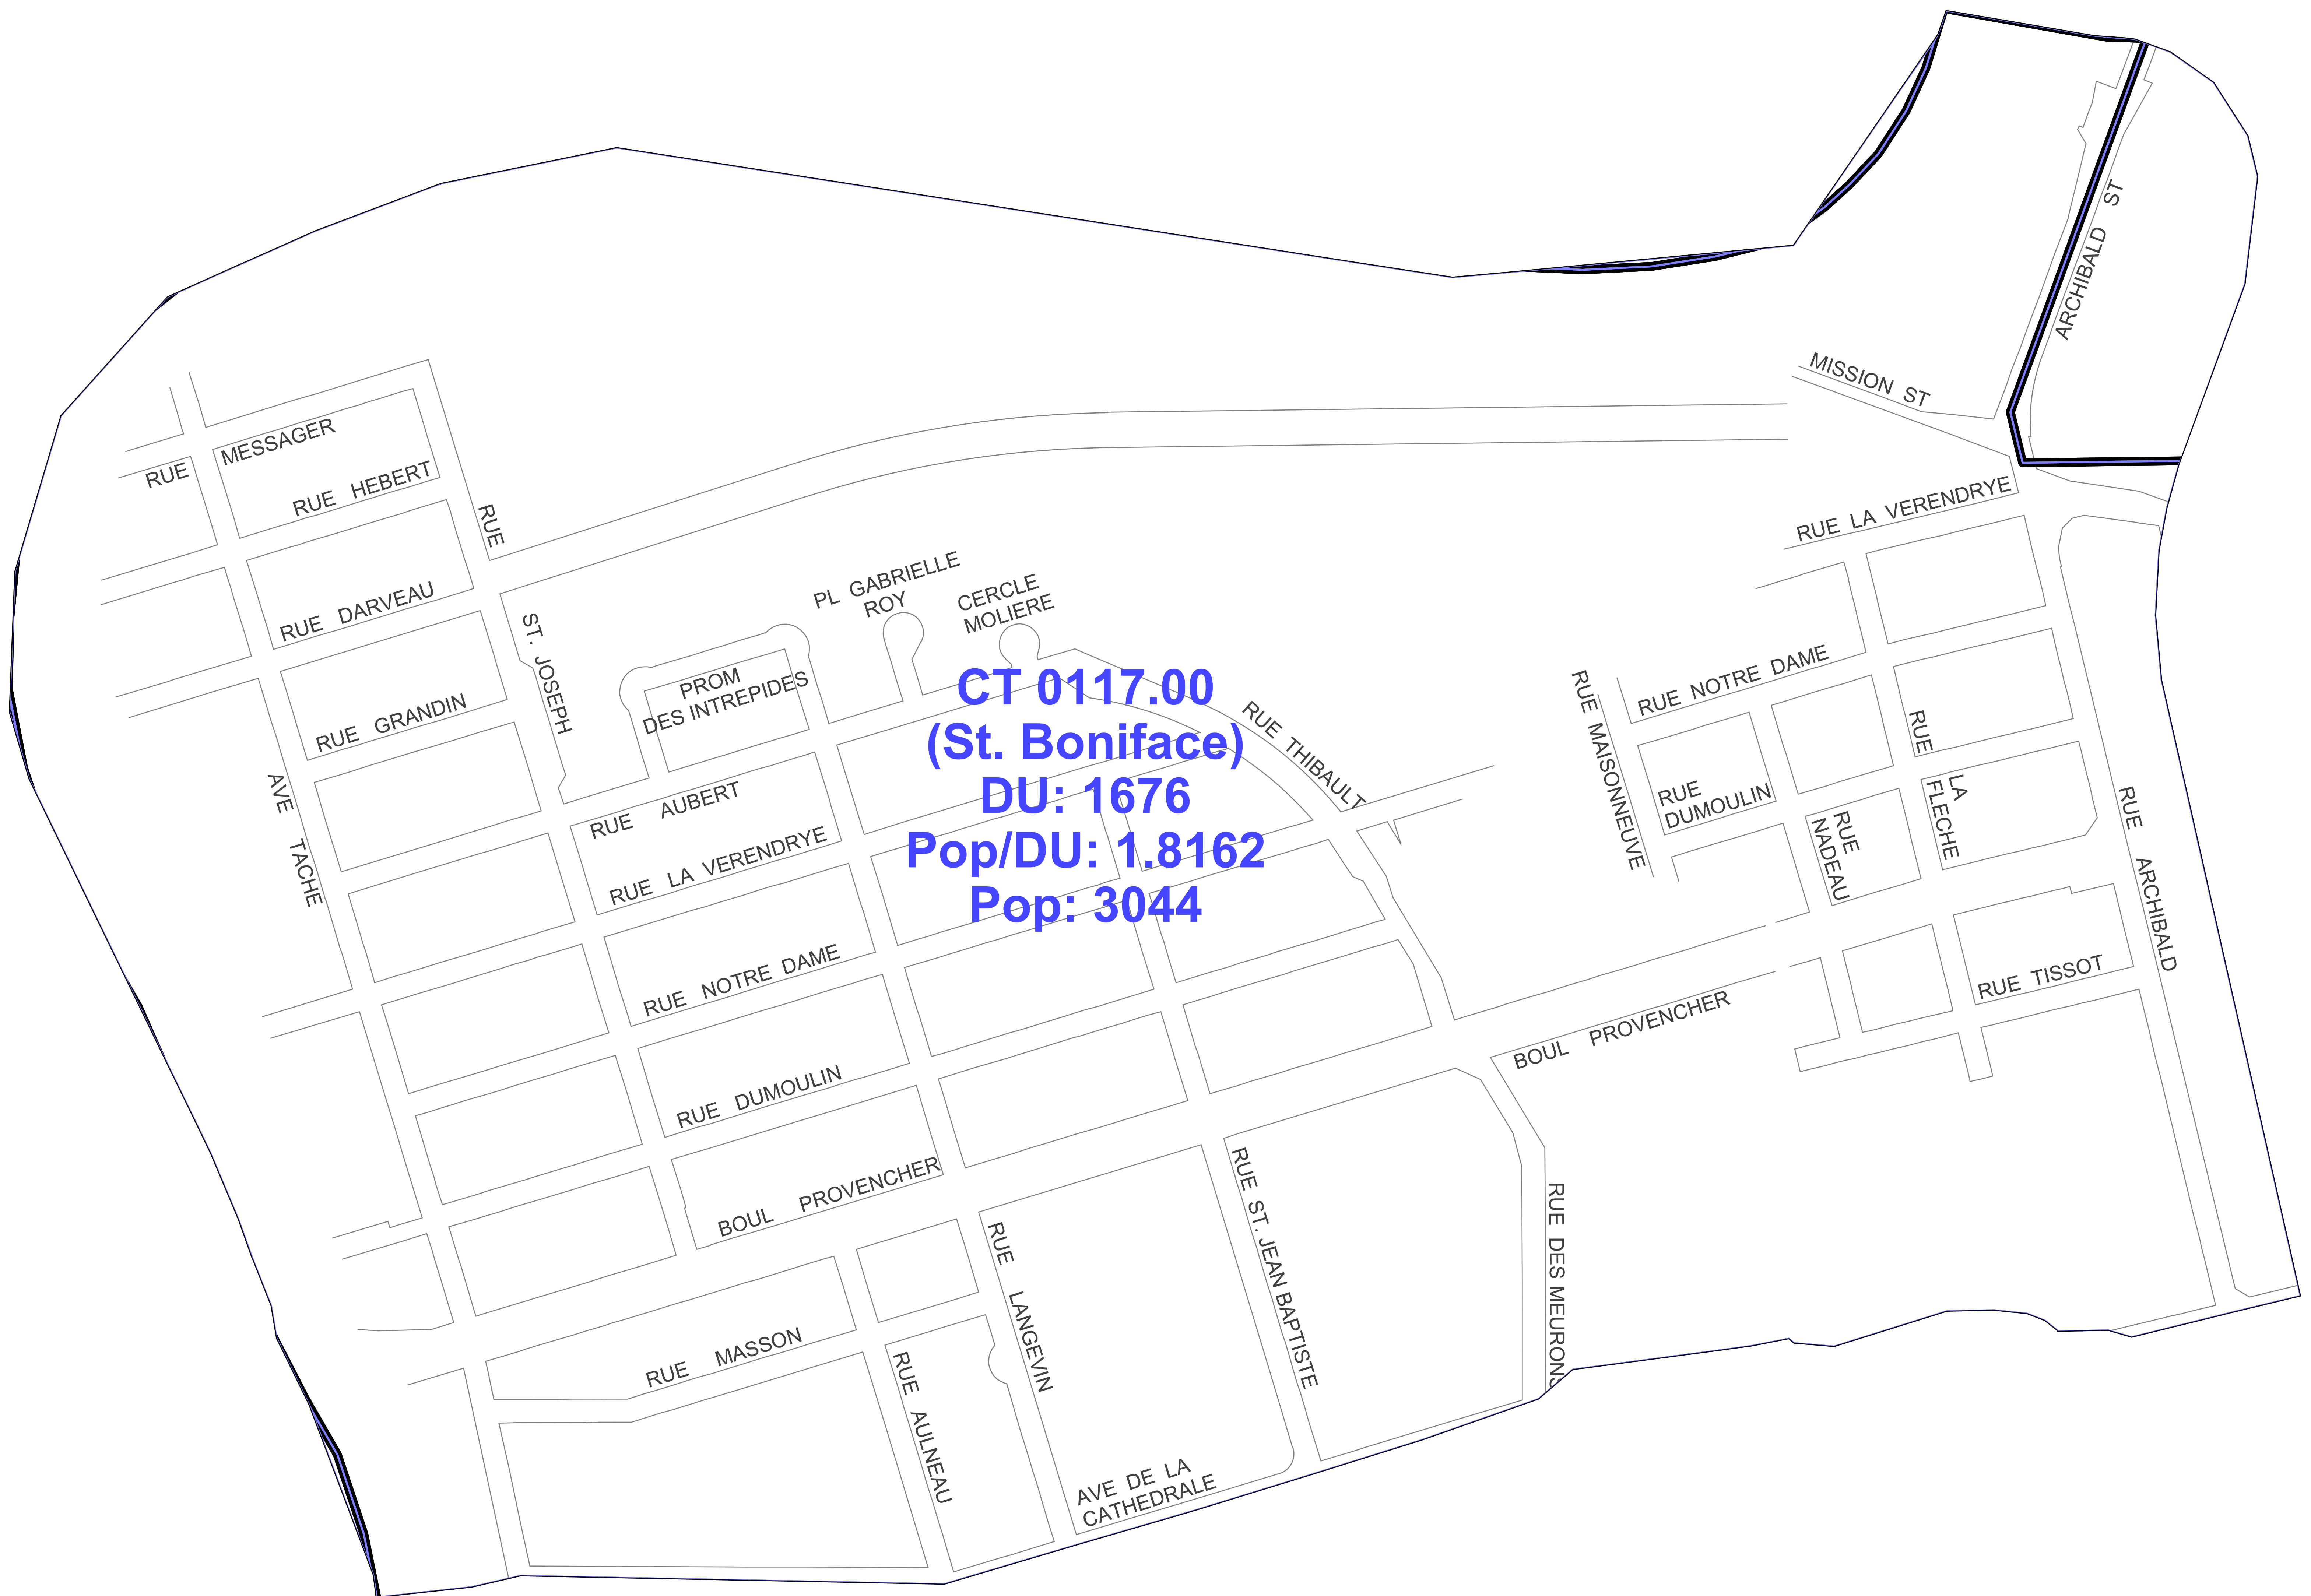 ARCHIBALD ST
MISSION ST
RUE MESSAGER
RUE HEBERT
RUE ST. JOSEPH
RUE LA VERENDRYE
PL GABRIELLE
ROY
CERCLE
MOLIERE
RUE DARVEAU
PROM
DES INTREPIDES
RUE GRANDIN
CT 0117.00
(St. Boniface)
DU: 1676
Pop/DU: 1.8162
Pop: 3044
RUE THIBAULT
RUE MAISONNEUVE
RUE NOTRE DAME
RUE
DUMOULIN
RUE
LA
FLECHE
RUE
NADEAU
RUE ARCHIBALD
AVE TACHE
RUE AUBERT
RUE LA VERENDRYE
RUE NOTRE DAME
RUE TISSOT
BOUL PROVENCHER
RUE DUMOULIN
BOUL PROVENCHER
RUE ST. JEAN BAPTISTE
RUE DES MEURONS
RUE LANGEVIN
RUE MASSON
RUE AULNEAU
AVE DE LA
CATHEDRALE